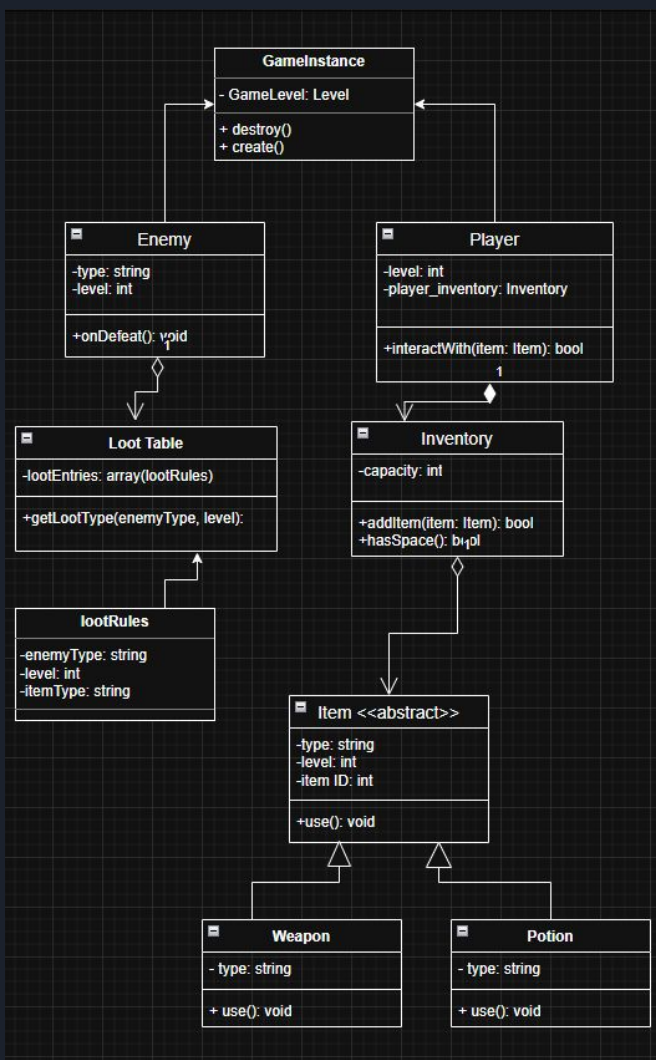 GameInstance
- GameLevel: Level
+ destroy()
+ create()
Enemy
-type: string
-level: int
+onDefeat(): void
1
Player
-level: int
-player_inventory: Inventory
+interactWith(item: Item): bool
1
Loot Table
-lootEntries: array(lootRules)
+getLootType(enemyType, level):
Inventory
-capacity: int
+addItem(item: Item): bool
+hasSpace(): bool
1
lootRules
-enemyType: string
-level: int
-itemType: string
Item <<abstract>>
-type: string
-level: int
-item ID: int
+use(): void
Weapon
- type: string
+ use(): void
Potion
- type: string
+ use(): void